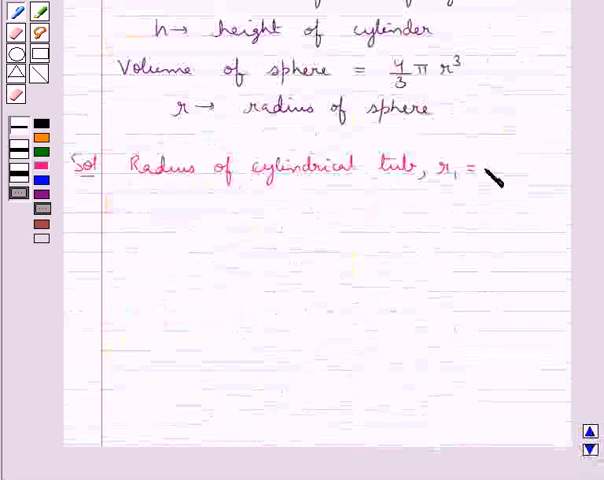 h→ height of cylinder
Volume of sphere = 4/3 π r³
r → radius of sphere
Sol Radius of cylindrical tub, r₁ =